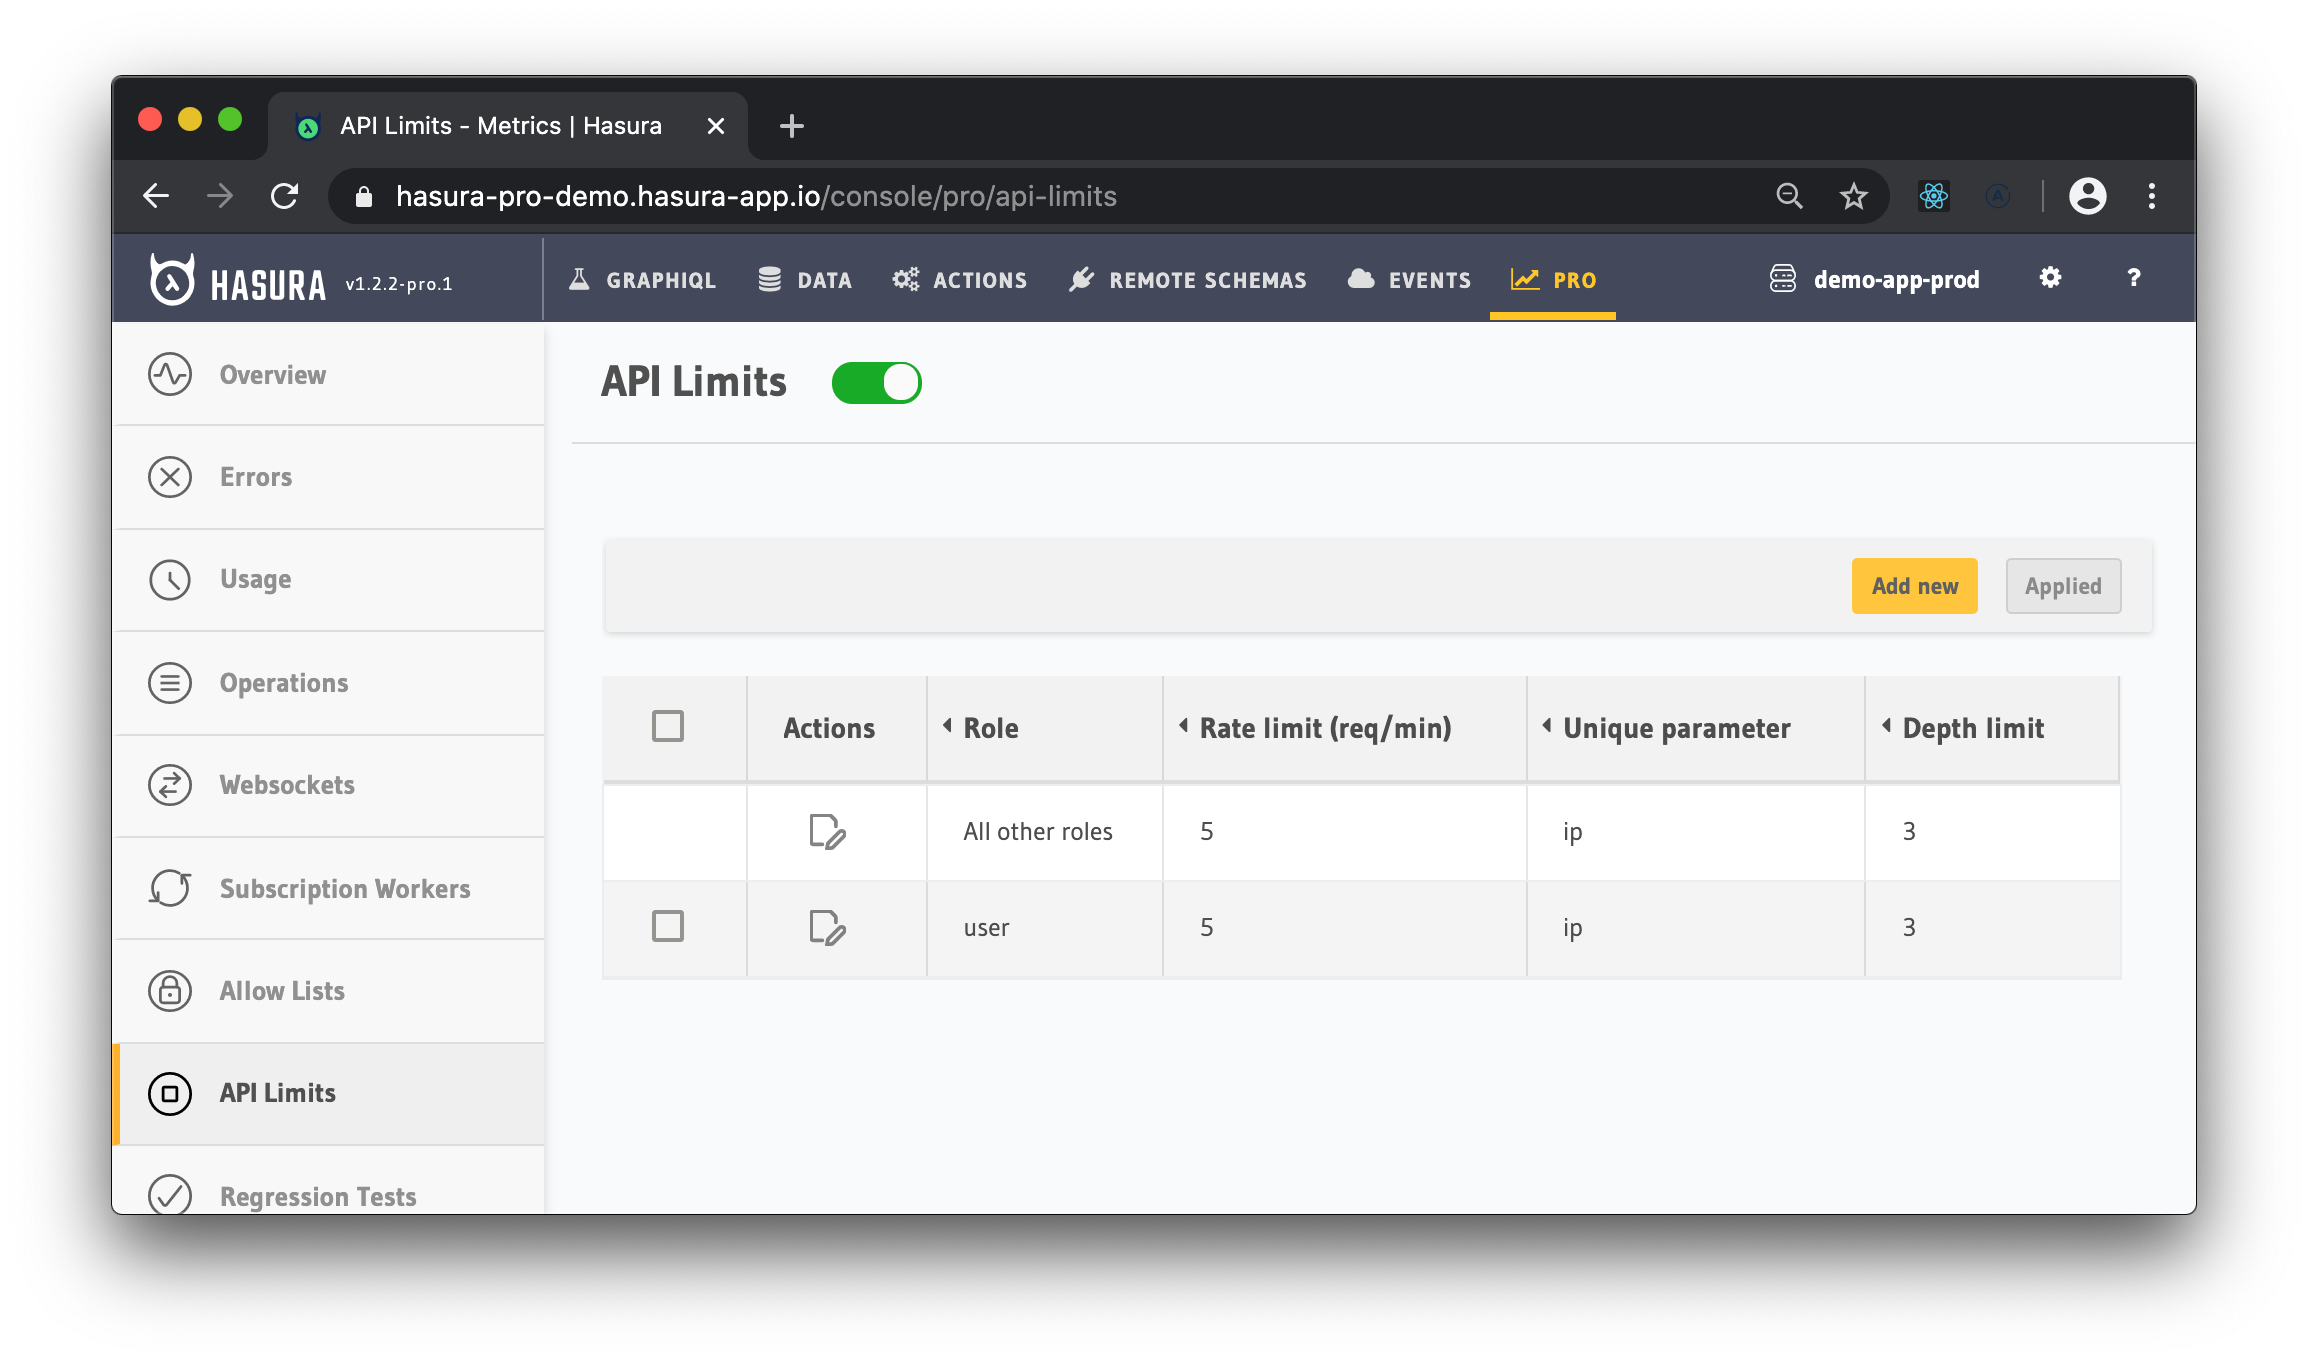 API Limits - Metrics | Hasura
hasura-pro-demo.hasura-app.io/console/pro/api-limits
HASURA v1.2.2-pro.1 GRAPHIQL DATA ACTIONS REMOTE SCHEMAS EVENTS PRO demo-app-prod ?
Overview
Errors
Usage
Operations
Websockets
Subscription Workers
Allow Lists
API Limits
Regression Tests
API Limits
Add new Applied
Actions Role Rate limit (req/min) Unique parameter Depth limit
All other roles 5 ip 3
user 5 ip 3